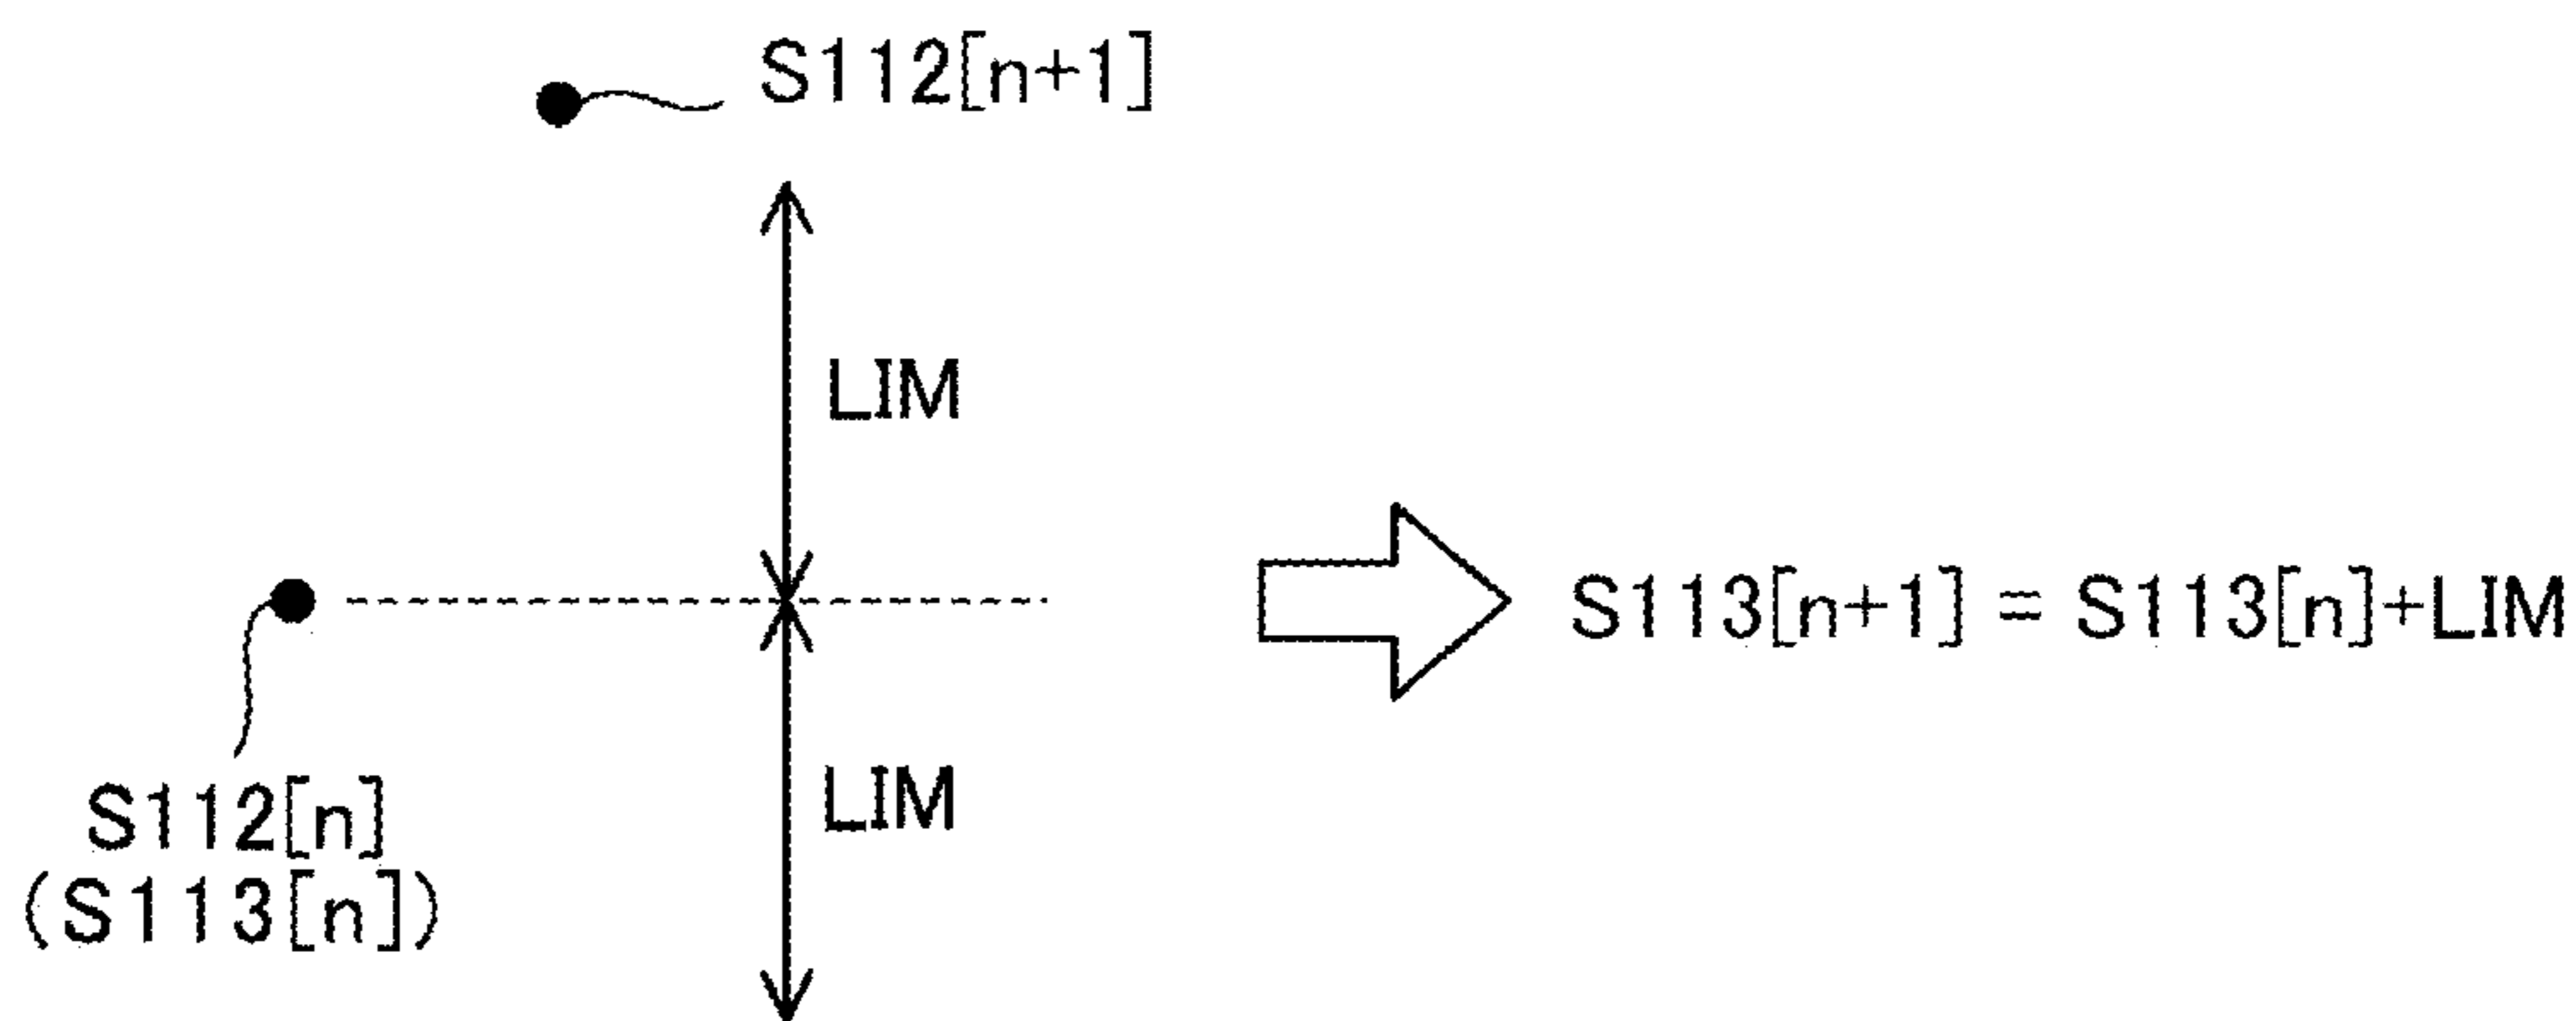 S112[n+1]
LIM
S113[n+1] = S113[n]+LIM
LIM
S112[n]
(S113[n])